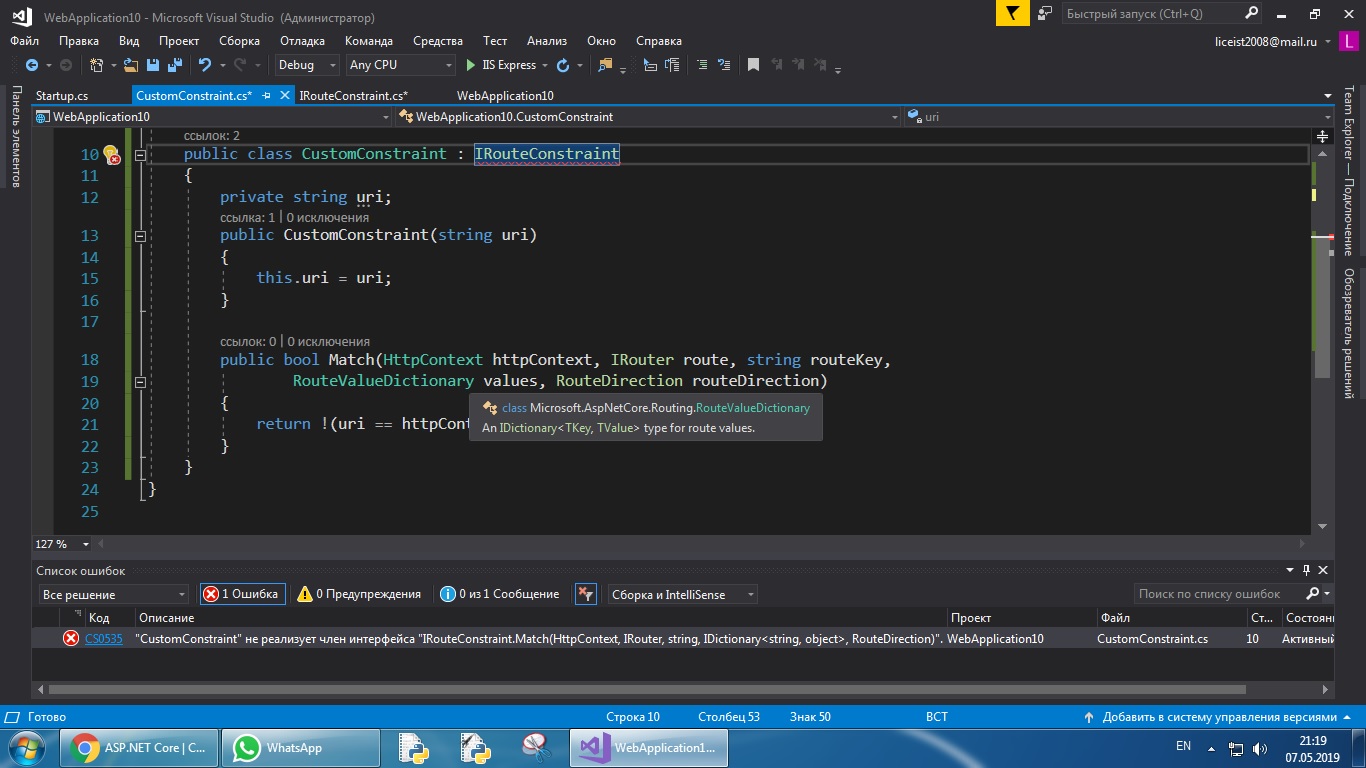 WebApplication10 - Microsoft Visual Studio (Администратор)
Быстрый запуск (Ctrl+Q)
Файл Правка Вид Проект Сборка Отладка Команда Средства Тест Анализ Окно Справка
liceist2008@mail.ru L
Debug Any CPU IIS Express
Панель элементов
Startup.cs CustomConstraint.cs* IRouteConstraint.cs* WebApplication10
WebApplication10 WebApplication10.CustomConstraint uri
Team Explorer — Подключение
Обозреватель решений
ссылок: 2
10 public class CustomConstraint : IRouteConstraint
11 {
12 private string uri;
ссылка: 1 | 0 исключения
13 public CustomConstraint(string uri)
14 {
15 this.uri = uri;
16 }
17
ссылок: 0 | 0 исключения
18 public bool Match(HttpContext httpContext, IRouter route, string routeKey,
19 RouteValueDictionary values, RouteDirection routeDirection)
20 {
class Microsoft.AspNetCore.Routing.RouteValueDictionary
21 return !(uri == httpCont
An IDictionary<TKey, TValue> type for route values.
22 }
23 }
24 }
25
127 %
Список ошибок
Все решение 1 Ошибка 0 Предупреждения 0 из 1 Сообщение Сборка и IntelliSense Поиск по списку ошибок
Код Описание Проект Файл Ст... Состояни
CS0535 "CustomConstraint" не реализует член интерфейса "IRouteConstraint.Match(HttpContext, IRouter, string, IDictionary<string, object>, RouteDirection)". WebApplication10 CustomConstraint.cs 10 Активный
Готово Строка 10 Столбец 53 Знак 50 ВСТ Добавить в систему управления версиями
ASP.NET Core | C... WhatsApp WebApplication1... EN 21:19
07.05.2019